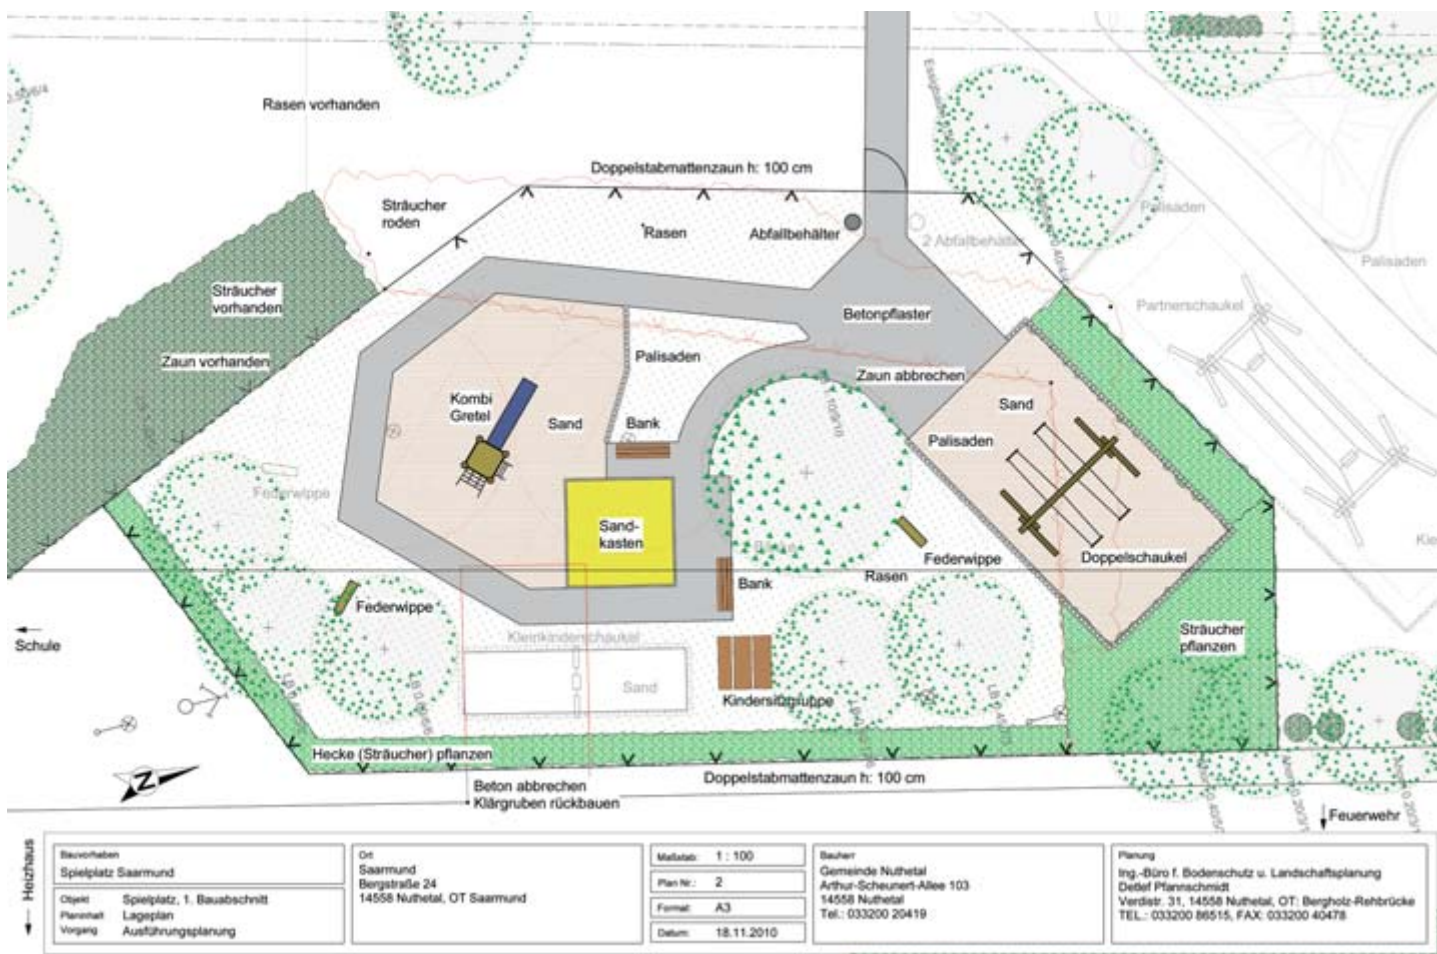 Rasen vorhanden
Doppelstabmattenzaun h: 100 cm
Sträucher
roden
Rasen
Abfallbehälter
2 Abfallbehälter
Palisaden
Palisaden
Partnerschaukel
Sträucher
vorhanden
Zaun vorhanden
Betonpflaster
Palisaden
Zaun abbrechen
Kombi
Gretel
Sand
Bank
Sand
Palisaden
Federwippe
Sand-
kasten
Doppelschaukel
Federwippe
Rasen
Bank
Federwippe
Schule
Kleinkinderschaukel
Sand
Sträucher
pflanzen
Kindersitzgruppe
Hecke (Sträucher) pflanzen
Doppelstabmattenzaun h: 100 cm
N
Beton abbrechen
Klärgruben rückbauen
Feuerwehr
Heizhaus
Bauvorhaben
Spielplatz Saarmund
Objekt Spielplatz, 1. Bauabschnitt
Planinhalt Lageplan
Vorgang Ausführungsplanung
Ort
Saarmund
Bergstraße 24
14558 Nuthetal, OT Saarmund
Maßstab: 1 : 100
Plan Nr.: 2
Format: A3
Datum: 18.11.2010
Bauherr
Gemeinde Nuthetal
Arthur-Scheunert-Allee 103
14558 Nuthetal
Tel.: 033200 20419
Planung
Ing.-Büro f. Bodenschutz u. Landschaftsplanung
Detlef Pfannschmidt
Verdistr. 31, 14558 Nuthetal, OT: Bergholz-Rehbrücke
TEL.: 033200 86515, FAX: 033200 40478